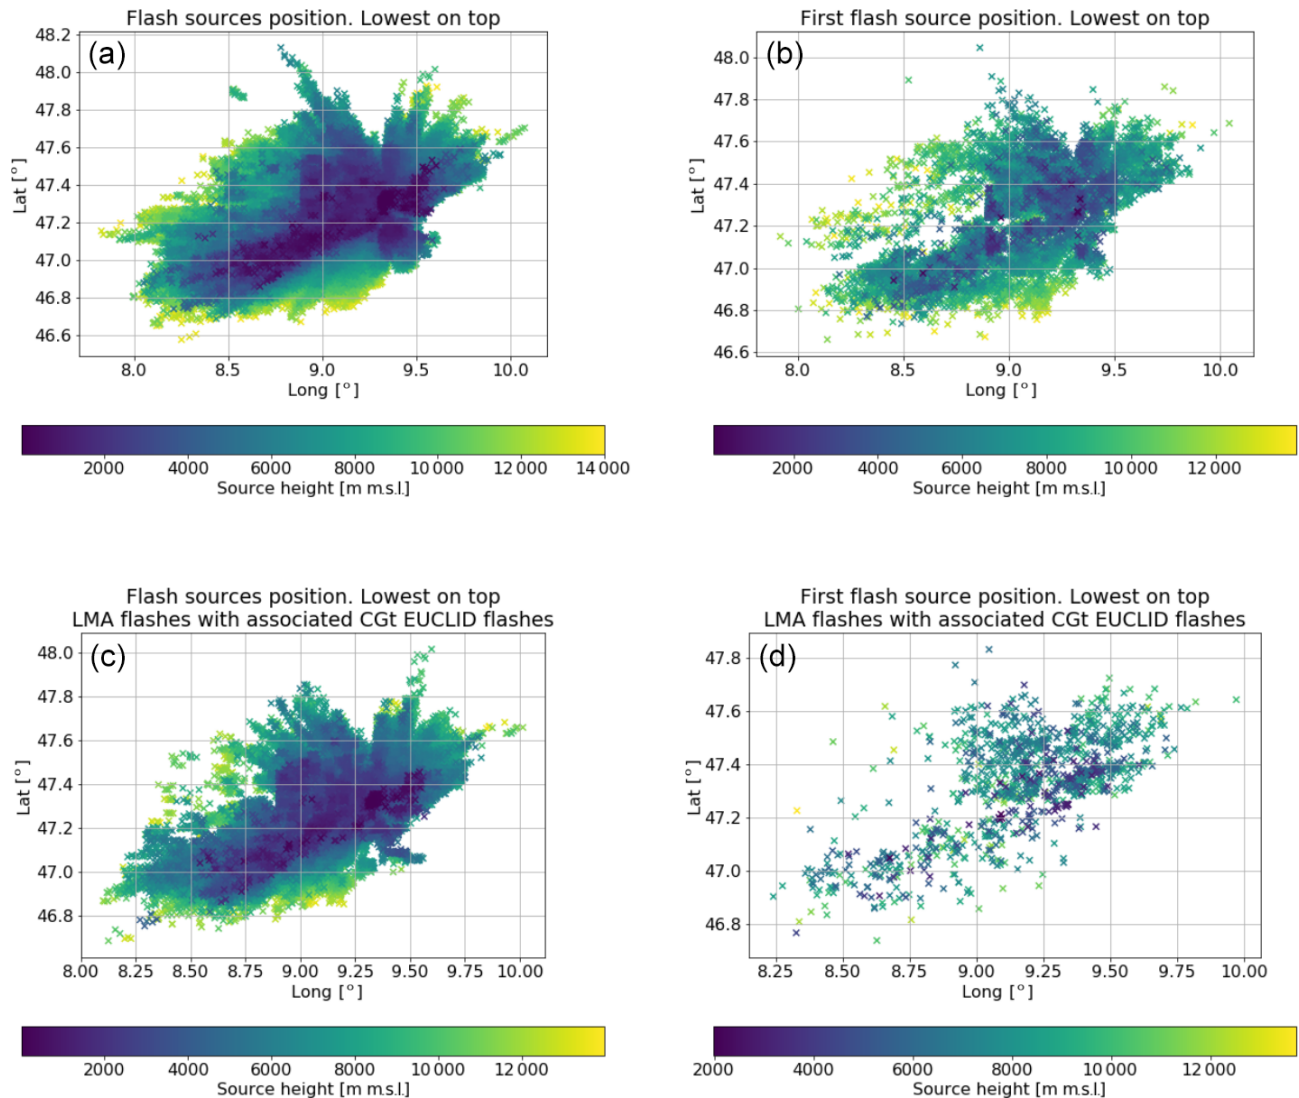 Flash sources position. Lowest on top
(a)
48.2
48.0
47.8
47.6
47.4
47.2
47.0
46.8
46.6
Lat [°]
8.0 8.5 9.0 9.5 10.0
Long [°]
2000 4000 6000 8000 10 000 12 000 14 000
Source height [m m.s.l.]
First flash source position. Lowest on top
(b)
48.0
47.8
47.6
47.4
47.2
47.0
46.8
46.6
Lat [°]
8.0 8.5 9.0 9.5 10.0
Long [°]
2000 4000 6000 8000 10 000 12 000
Source height [m m.s.l.]
Flash sources position. Lowest on top
LMA flashes with associated CGt EUCLID flashes
(c)
48.0
47.8
47.6
47.4
47.2
47.0
46.8
Lat [°]
8.00 8.25 8.50 8.75 9.00 9.25 9.50 9.75 10.00
Long [°]
2000 4000 6000 8000 10 000 12 000
Source height [m m.s.l.]
First flash source position. Lowest on top
LMA flashes with associated CGt EUCLID flashes
(d)
47.8
47.6
47.4
47.2
47.0
46.8
Lat [°]
8.25 8.50 8.75 9.00 9.25 9.50 9.75 10.00
Long [°]
2000 4000 6000 8000 10 000 12 000
Source height [m m.s.l.]